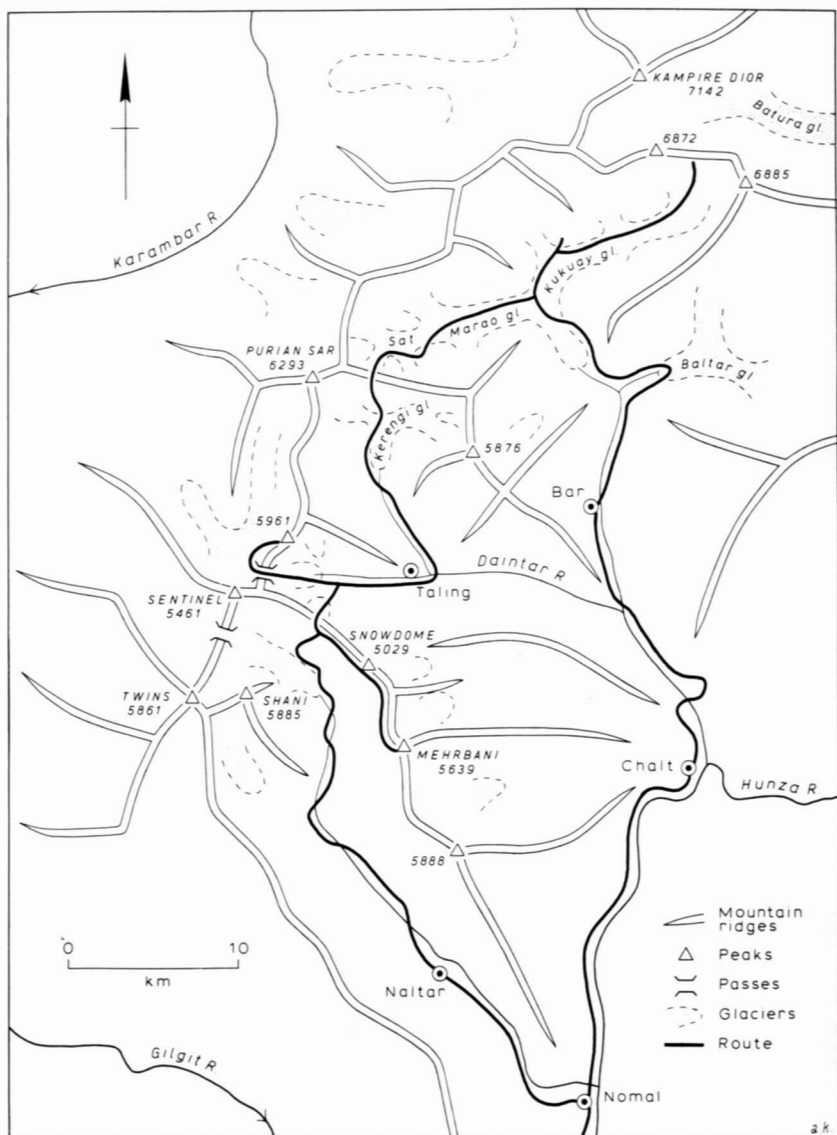 KAMPIRE DIOR
7142
Batura gl.
6872
6885
Karambar R
Kukuay gl.
Sat Marao gl.
PURIAN SAR
6293
Baltar gl
Kerengi gl.
5876
Bar
5961
Daintar R
Taling
SENTINEL
5461
SNOWDOME
5029
TWINS
5861
SHANI
5885
MEHRBANI
5639
Chalt
Hunza R.
5888
Mountain
ridges
0 10
km
Peaks
Passes
Naltar
Glaciers
Route
Gilgit R
Nomal
a.k.